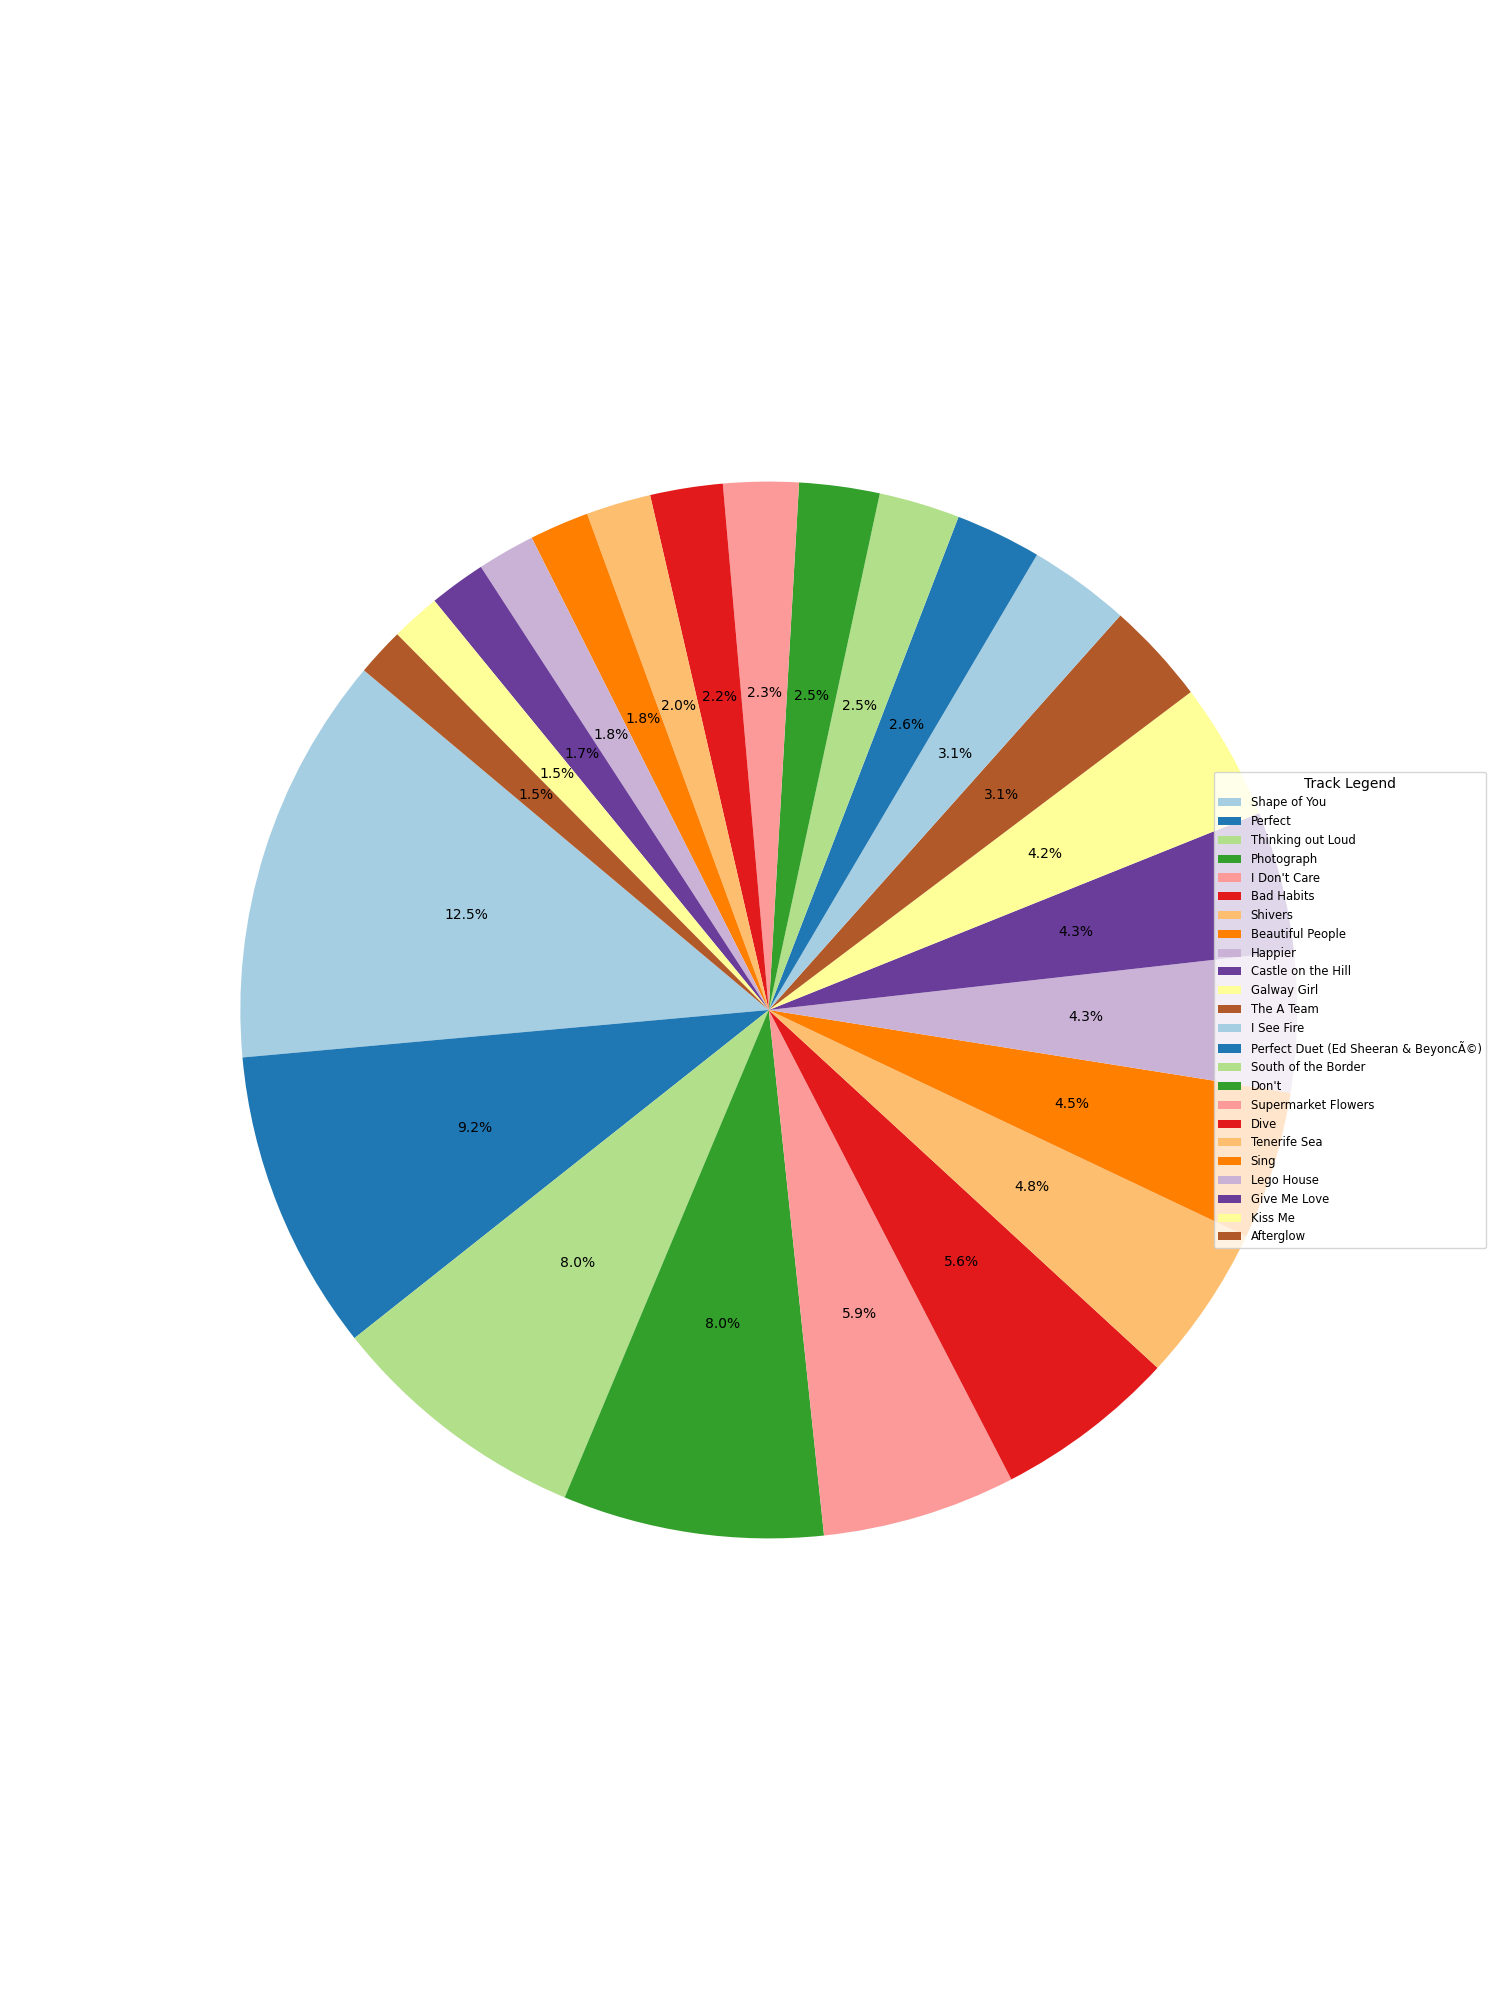 2.3%
2.5%
2.2%
2.5%
2.0%
1.8%
2.6%
1.8%
1.7%
3.1%
1.5%
1.5%
3.1%
4.2%
12.5%
4.3%
4.3%
4.5%
9.2%
4.8%
5.6%
8.0%
5.9%
8.0%
Track Legend
Shape of You
Perfect
Thinking out Loud
Photograph
I Don't Care
Bad Habits
Shivers
Beautiful People
Happier
Castle on the Hill
Galway Girl
The A Team
I See Fire
Perfect Duet (Ed Sheeran & BeyoncÃ©)
South of the Border
Don't
Supermarket Flowers
Dive
Tenerife Sea
Sing
Lego House
Give Me Love
Kiss Me
Afterglow